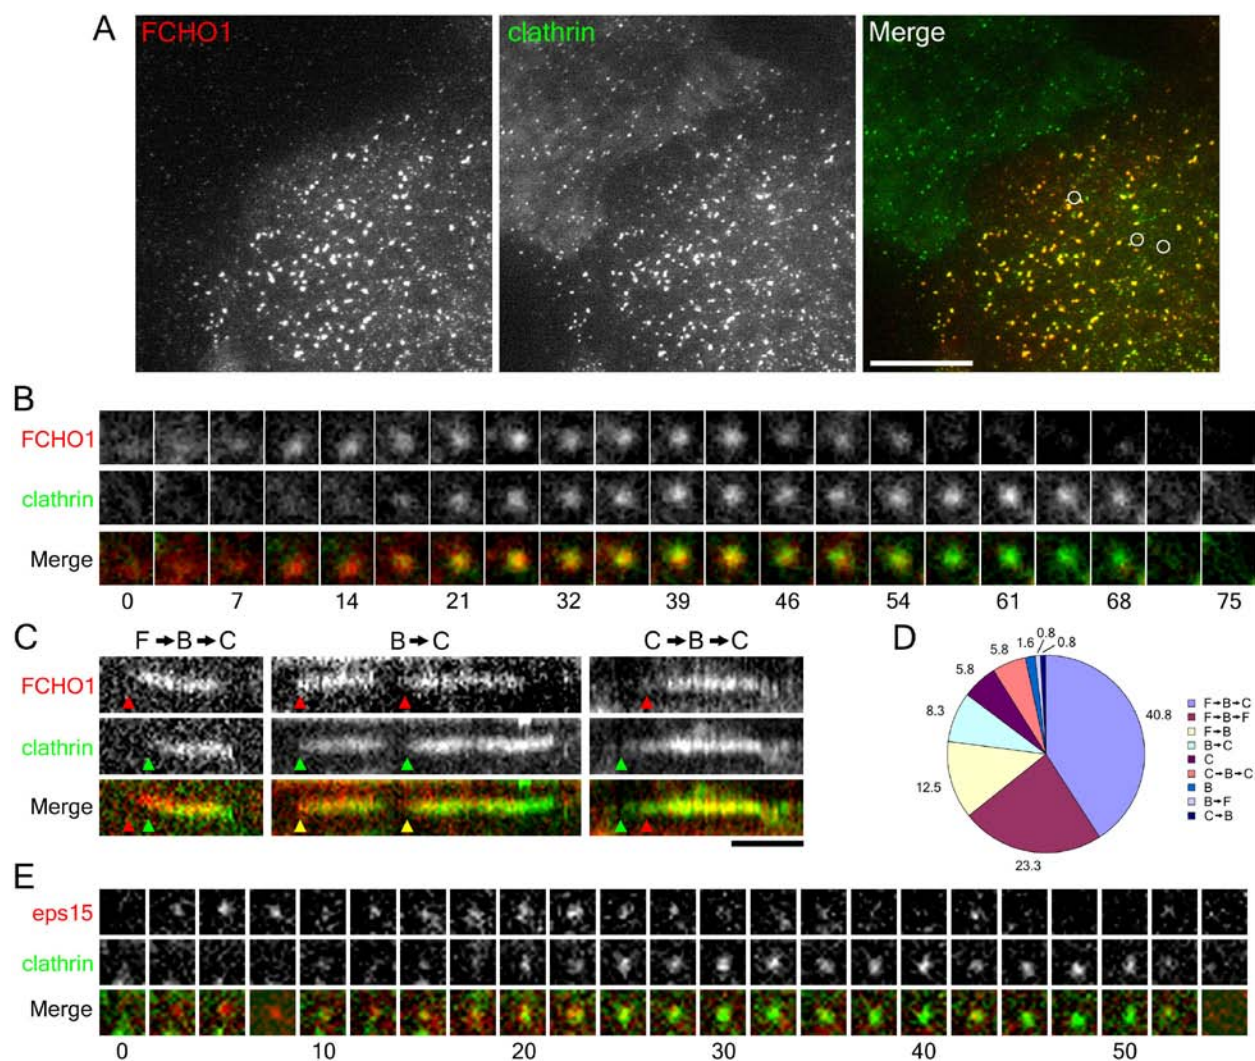 A
FCHO1
clathrin
Merge
B
FCHO1
clathrin
Merge
0 7 14 21 32 39 46 54 61 68 75
C
F→B→C
B→C
C→B→C
FCHO1
clathrin
Merge
D
40.8
23.3
12.5
8.3
5.8
5.8
1.6
0.8
0.8
F→B→C
F→B→F
F→B
B→C
C
C→B→C
B
B→F
C→B
E
eps15
clathrin
Merge
0 10 20 30 40 50